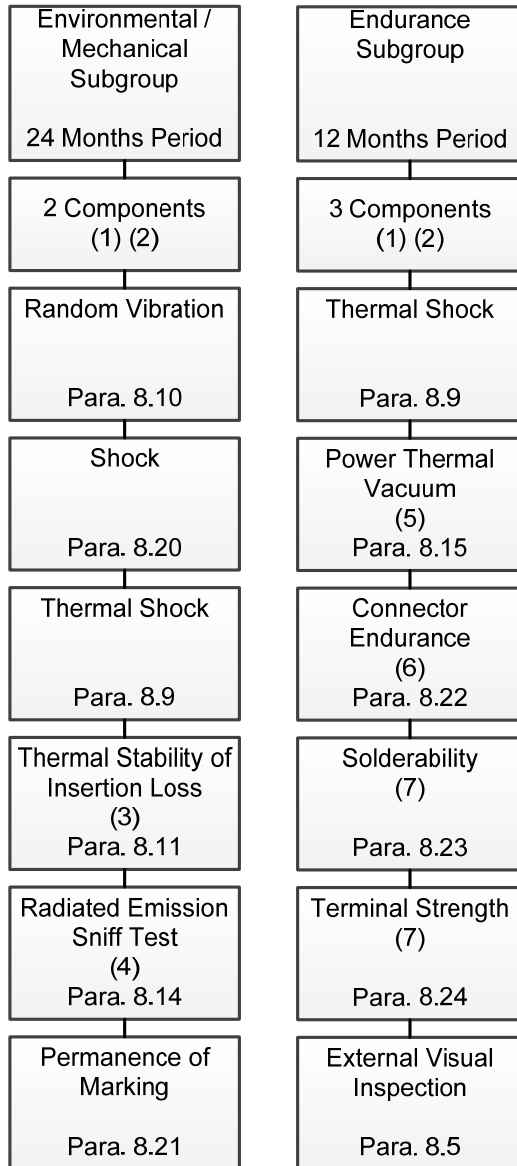 Environmental /
Mechanical
Subgroup
24 Months Period
2 Components
(1) (2)
Random Vibration
Para. 8.10
Shock
Para. 8.20
Thermal Shock
Para. 8.9
Thermal Stability of
Insertion Loss
(3)
Para. 8.11
Radiated Emission
Sniff Test
(4)
Para. 8.14
Permanence of
Marking
Para. 8.21
Endurance
Subgroup
12 Months Period
3 Components
(1) (2)
Thermal Shock
Para. 8.9
Power Thermal
Vacuum
(5)
Para. 8.15
Connector
Endurance
(6)
Para. 8.22
Solderability
(7)
Para. 8.23
Terminal Strength
(7)
Para. 8.24
External Visual
Inspection
Para. 8.5